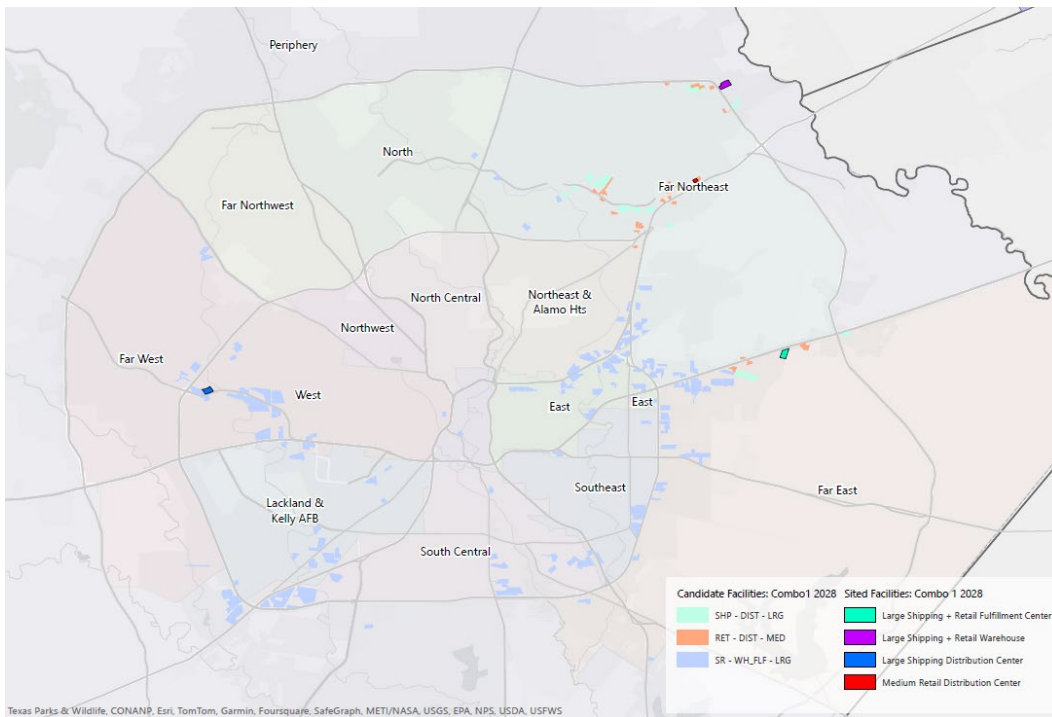 Periphery
North
Far Northeast
Far Northwest
North Central
Northeast &
Alamo Hts
Northwest
Far West
West
East
East
Southeast
Far East
Lackland &
Kelly AFB
South Central
Candidate Facilities: Combo1 2028
SHP - DIST - LRG
RET - DIST - MED
SR - WH_FLF - LRG
Sited Facilities: Combo 1 2028
Large Shipping + Retail Fulfillment Center
Large Shipping + Retail Warehouse
Large Shipping Distribution Center
Medium Retail Distribution Center
Texas Parks & Wildlife, CONANP, Esri, TomTom, Garmin, Foursquare, SafeGraph, METI/NASA, USGS, EPA, NPS, USDA, USFWS